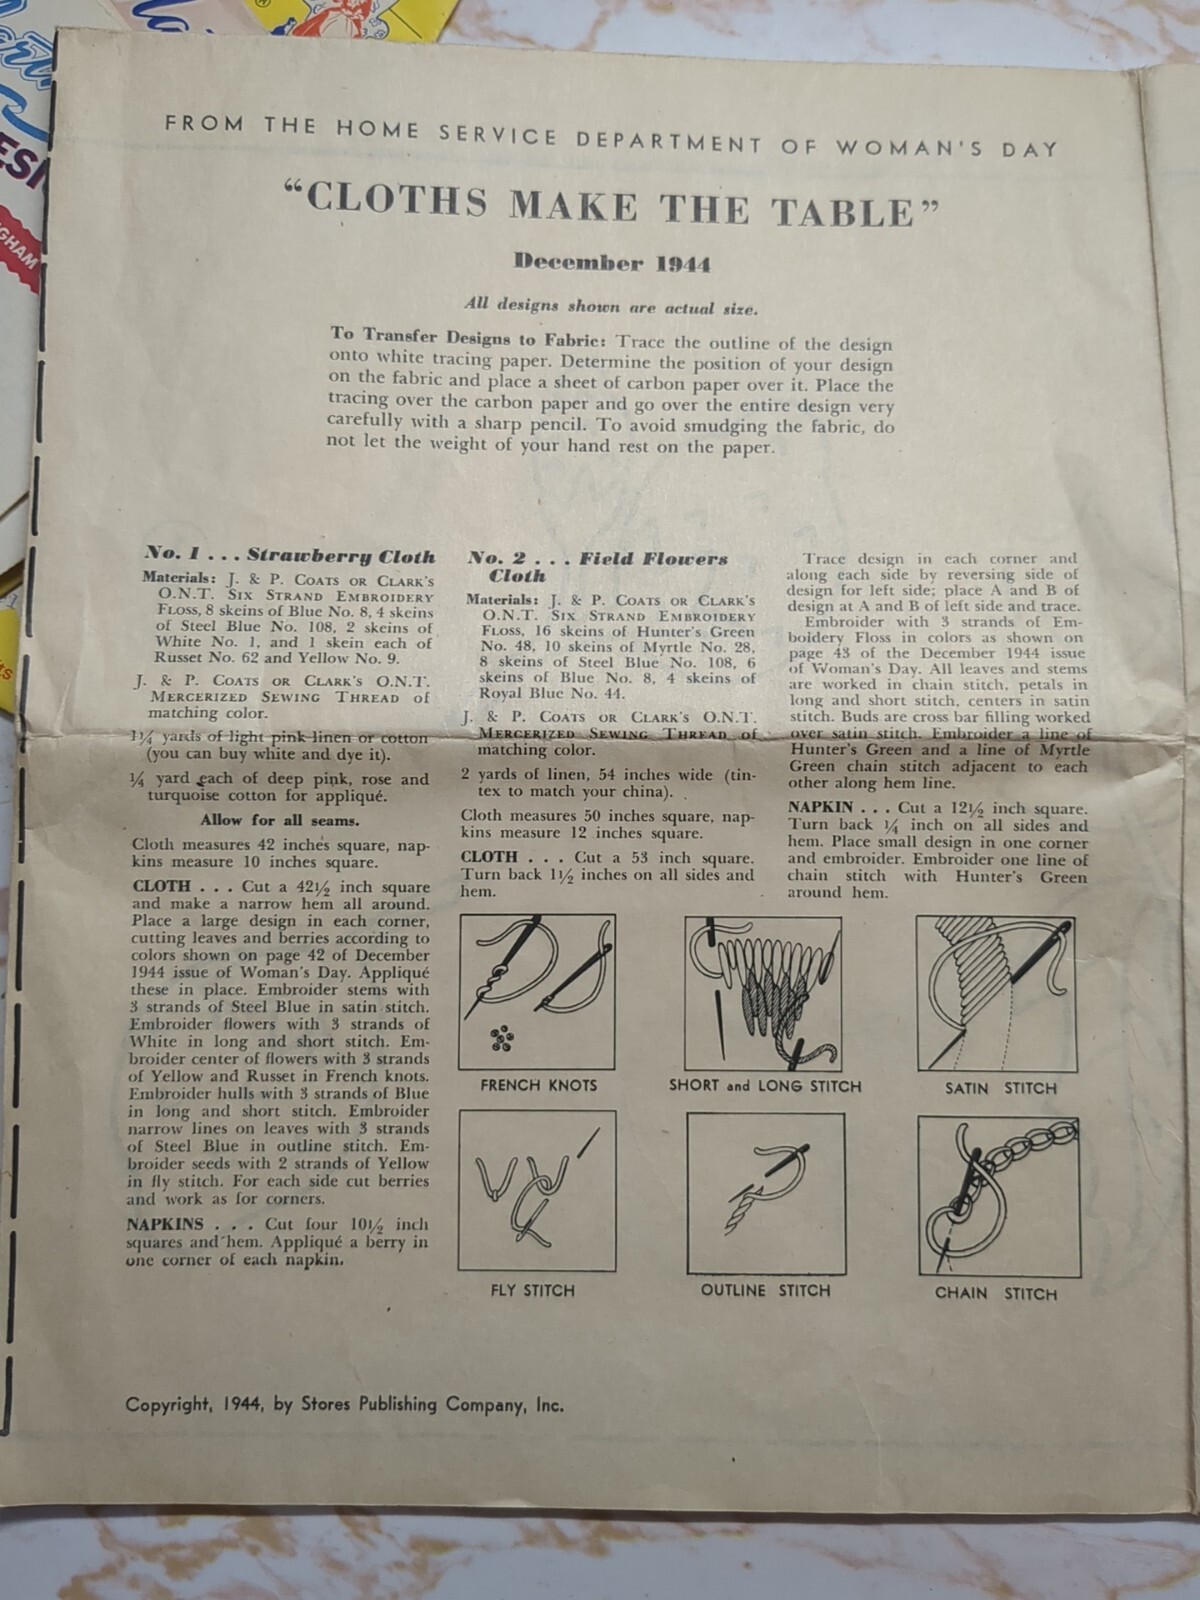 ESI
GHAM
FROM THE HOME SERVICE DEPARTMENT OF WOMAN'S DAY
“CLOTHS MAKE THE TABLE”
December 1944
All designs shown are actual size.
To Transfer Designs to Fabric: Trace the outline of the design
onto white tracing paper. Determine the position of your design
on the fabric and place a sheet of carbon paper over it. Place the
tracing over the carbon paper and go over the entire design very
carefully with a sharp pencil. To avoid smudging the fabric, do
not let the weight of your hand rest on the paper.
No. 1 . . . Strawberry Cloth
Materials: J. & P. COATS OR CLARK'S
O.N.T. SIX STRAND EMBROIDERY
FLOSS, 8 skeins of Blue No. 8, 4 skeins
of Steel Blue No. 108, 2 skeins of
White No. 1, and 1 skein each of
Russet No. 62 and Yellow No. 9.
J. & P. COATS OR CLARK'S O.N.T.
MERCERIZED SEWING THREAD of
matching color.
1¼ yards of light pink linen or cotton
(you can buy white and dye it).
¼ yard each of deep pink, rose and
turquoise cotton for appliqué.
Allow for all seams.
Cloth measures 42 inches square, nap-
kins measure 10 inches square.
CLOTH . . . Cut a 42½ inch square
and make a narrow hem all around.
Place a large design in each corner,
cutting leaves and berries according to
colors shown on page 42 of December
1944 issue of Woman's Day. Appliqué
these in place. Embroider stems with
3 strands of Steel Blue in satin stitch.
Embroider flowers with 3 strands of
White in long and short stitch. Em-
broider center of flowers with 3 strands
of Yellow and Russet in French knots.
Embroider hulls with 3 strands of Blue
in long and short stitch. Embroider
narrow lines on leaves with 3 strands
of Steel Blue in outline stitch. Em-
broider seeds with 2 strands of Yellow
in fly stitch. For each side cut berries
and work as for corners.
NAPKINS . . . Cut four 10½ inch
squares and hem. Appliqué a berry in
one corner of each napkin.
No. 2 . . . Field Flowers
Cloth
Materials: J. & P. COATS OR CLARK'S
O.N.T. SIX STRAND EMBROIDERY
FLOSS, 16 skeins of Hunter's Green
No. 48, 10 skeins of Myrtle No. 28,
8 skeins of Steel Blue No. 108, 6
skeins of Blue No. 8, 4 skeins of
Royal Blue No. 44.
J. & P. COATS OR CLARK'S O.N.T.
MERCERIZED SEWING THREAD of
matching color.
2 yards of linen, 54 inches wide (tin-
tex to match your china).
Cloth measures 50 inches square, nap-
kins measure 12 inches square.
CLOTH . . . Cut a 53 inch square.
Turn back 1½ inches on all sides and
hem.
Trace design in each corner and
along each side by reversing side of
design for left side; place A and B of
design at A and B of left side and trace.
Embroider with 3 strands of Em-
boidery Floss in colors as shown on
page 43 of the December 1944 issue
of Woman's Day. All leaves and stems
are worked in chain stitch, petals in
long and short stitch, centers in satin
stitch. Buds are cross bar filling worked
over satin stitch. Embroider a line of
Hunter's Green and a line of Myrtle
Green chain stitch adjacent to each
other along hem line.
NAPKIN . . . Cut a 12½ inch square.
Turn back ¼ inch on all sides and
hem. Place small design in one corner
and embroider. Embroider one line of
chain stitch with Hunter's Green
around hem.
FRENCH KNOTS
SHORT and LONG STITCH
SATIN STITCH
FLY STITCH
OUTLINE STITCH
CHAIN STITCH
Copyright, 1944, by Stores Publishing Company, Inc.